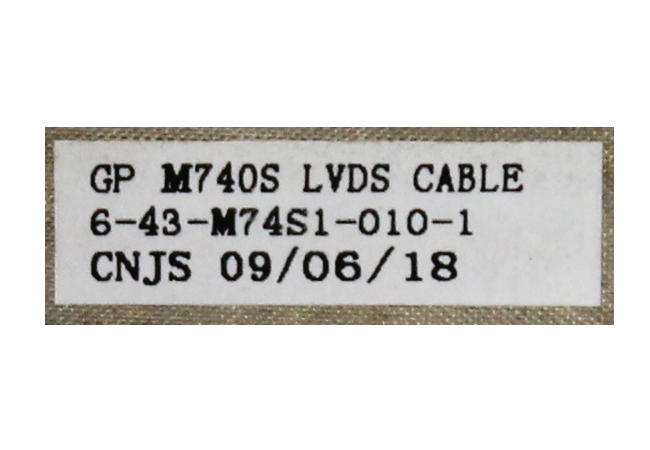 GP M740S LVDS CABLE
6-43-M74S1-010-1
CNJS 09/06/18